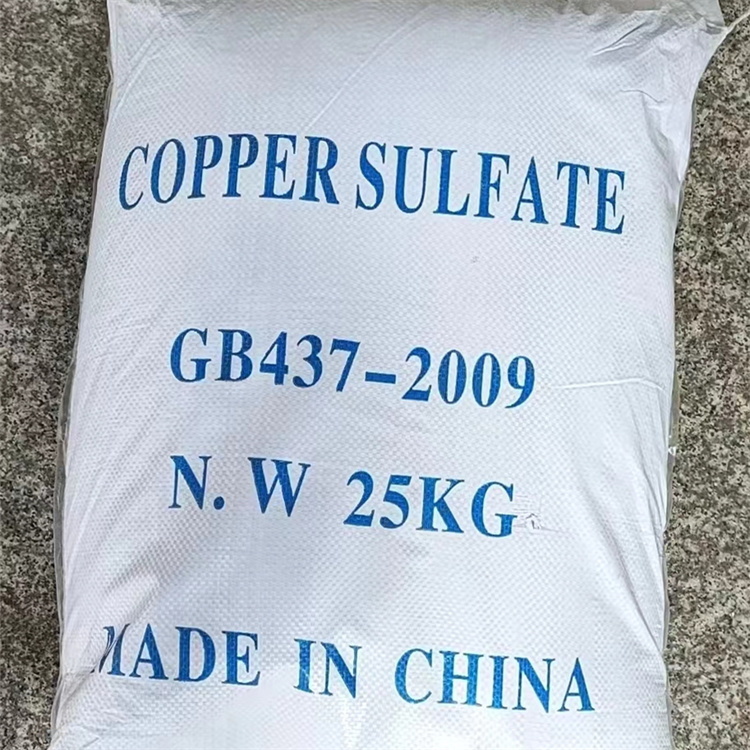 COPPER SULFATE
GB437-2009
N.W 25KG
MADE IN CHINA